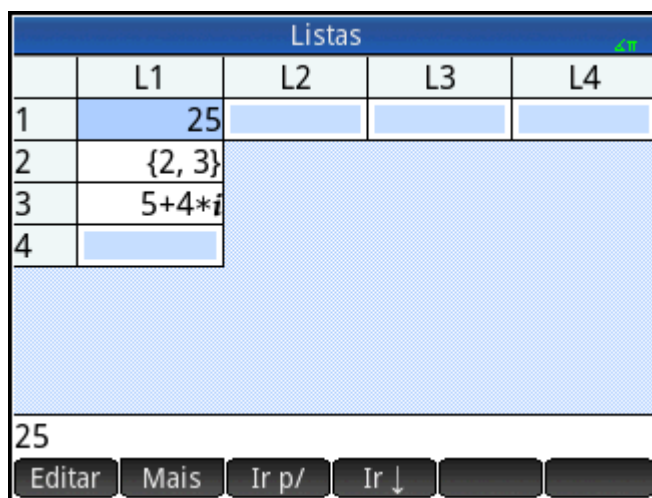 Listas
∡π
L1 L2 L3 L4
1 25
2 {2, 3}
3 5+4*i
4
25
Editar Mais Ir p/ Ir ↓